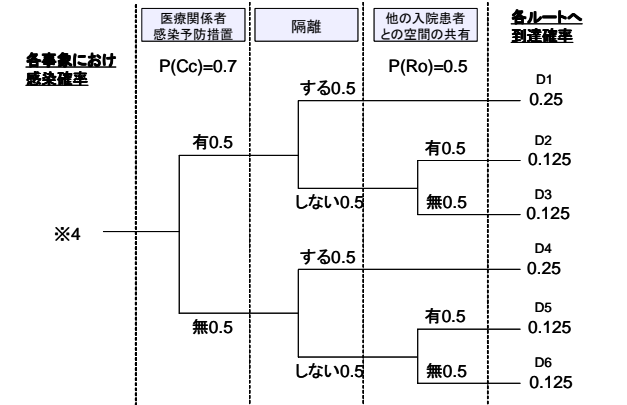 医療関係者
感染予防措置
隔離
他の入院患者
との空間の共有
各ルートへ
到達確率
各事象におけ
感染確率
P(Cc)=0.7
P(Ro)=0.5
する0.5
D1
0.25
有0.5
有0.5
D2
0.125
しない0.5
無0.5
D3
0.125
※4
する0.5
D4
0.25
無0.5
有0.5
D5
0.125
しない0.5
無0.5
D6
0.125